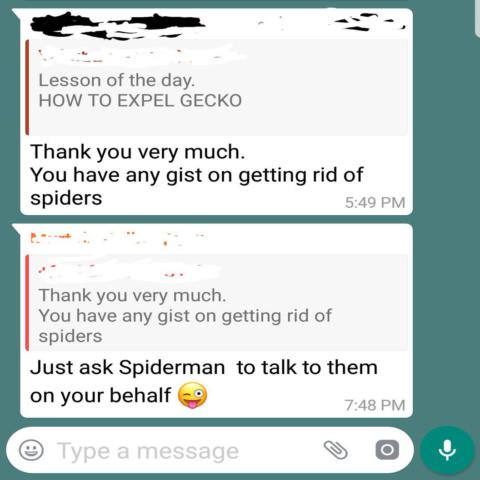 Lesson of the day.
HOW TO EXPEL GECKO
Thank you very much.
You have any gist on getting rid of
spiders
5:49 PM
Thank you very much.
You have any gist on getting rid of
spiders
Just ask Spiderman to talk to them
on your behalf 😜
7:48 PM
Type a message